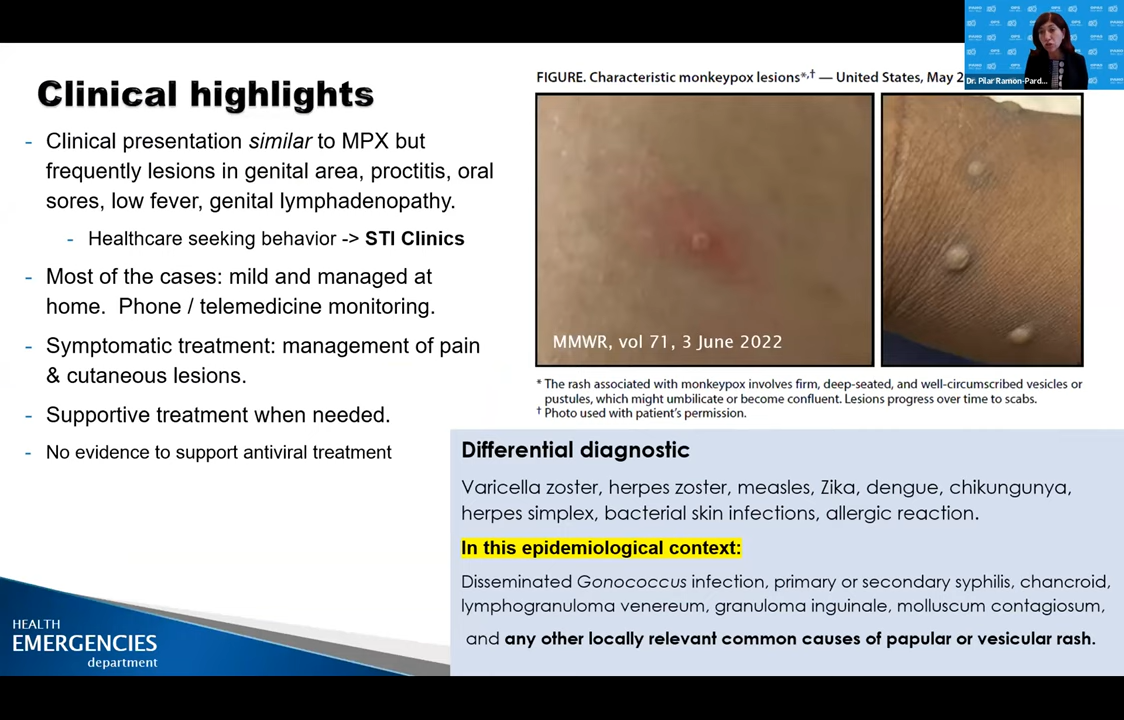 Clinical highlights
- Clinical presentation similar to MPX but
frequently lesions in genital area, proctitis, oral
sores, low fever, genital lymphadenopathy.
- Healthcare seeking behavior -> STI Clinics
- Most of the cases: mild and managed at
home. Phone / telemedicine monitoring.
- Symptomatic treatment: management of pain
& cutaneous lesions.
- Supportive treatment when needed.
- No evidence to support antiviral treatment
HEALTH
EMERGENCIES
department
FIGURE. Characteristic monkeypox lesions*,† — United States, May 2
Dr. Pilar Ramon-Pard...
MMWR, vol 71, 3 June 2022
* The rash associated with monkeypox involves firm, deep-seated, and well-circumscribed vesicles or
pustules, which might umbilicate or become confluent. Lesions progress over time to scabs.
† Photo used with patient's permission.
Differential diagnostic
Varicella zoster, herpes zoster, measles, Zika, dengue, chikungunya,
herpes simplex, bacterial skin infections, allergic reaction.
In this epidemiological context:
Disseminated Gonococcus infection, primary or secondary syphilis, chancroid,
lymphogranuloma venereum, granuloma inguinale, molluscum contagiosum,
and any other locally relevant common causes of papular or vesicular rash.